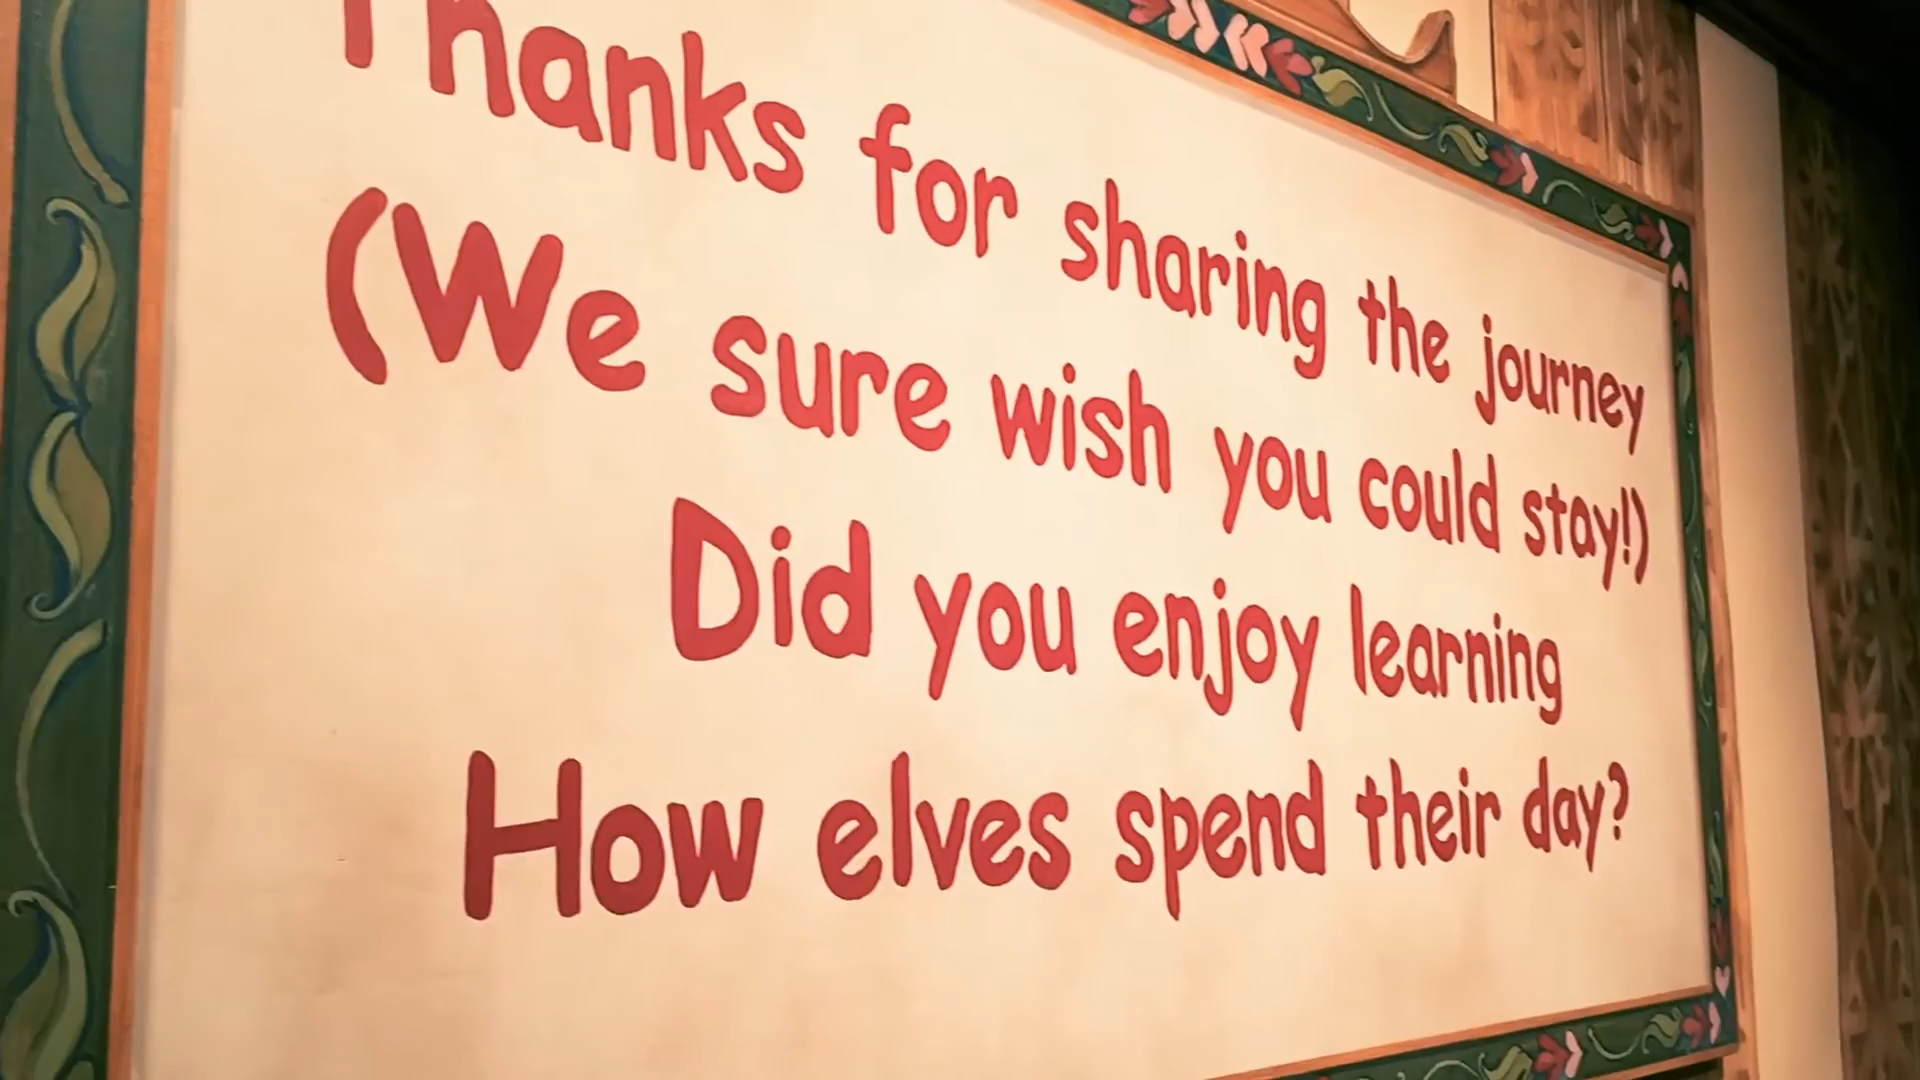 Thanks for sharing the journey
(We sure wish you could stay!)
Did you enjoy learning
How elves spend their day?